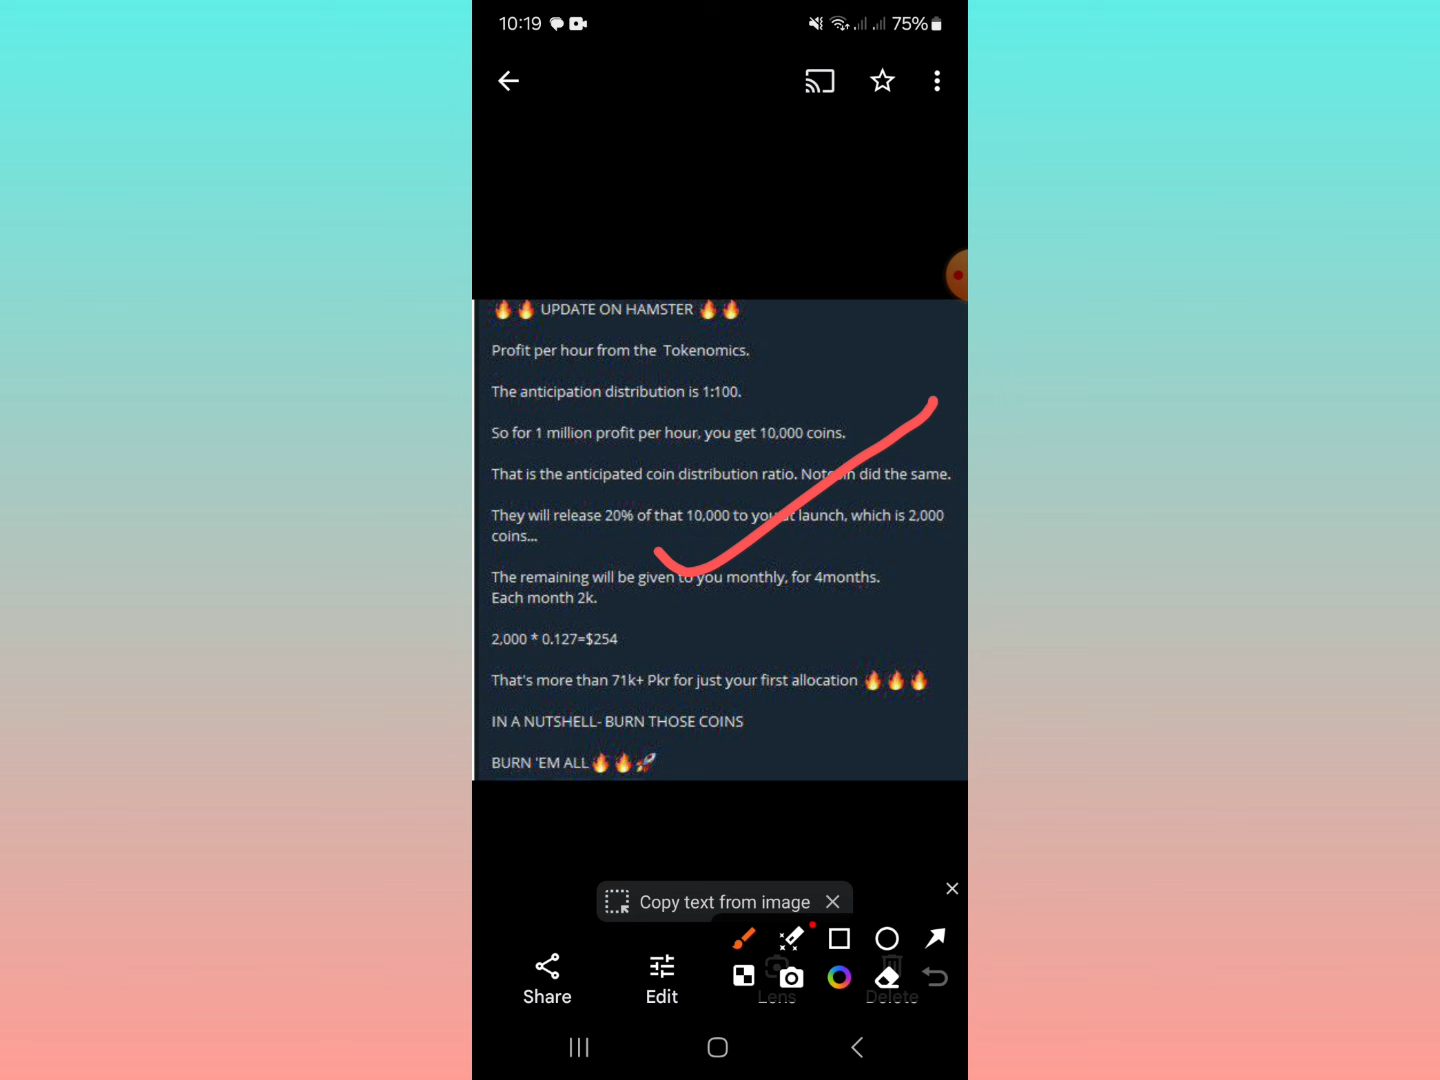 10:19 75%
🔥🔥 UPDATE ON HAMSTER 🔥🔥
Profit per hour from the Tokenomics.
The anticipation distribution is 1:100.
So for 1 million profit per hour, you get 10,000 coins.
That is the anticipated coin distribution ratio. Notcoin did the same.
They will release 20% of that 10,000 to you at launch, which is 2,000
coins...
The remaining will be given to you monthly, for 4months.
Each month 2k.
2,000 * 0.127=$254
That's more than 71k+ Pkr for just your first allocation 🔥🔥🔥
IN A NUTSHELL- BURN THOSE COINS
BURN 'EM ALL🔥🔥🚀
Copy text from image
Share Edit Lens Delete